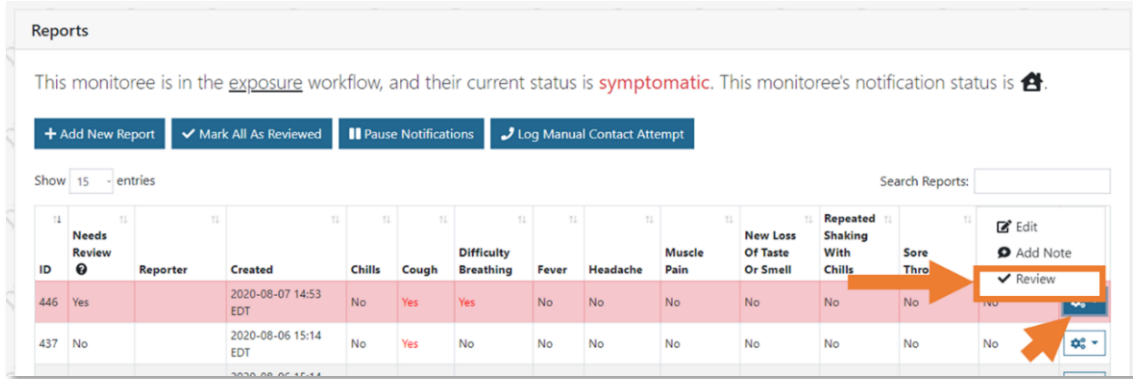 Reports
This monitoree is in the exposure workflow, and their current status is symptomatic. This monitoree's notification status is .
Add New Report Mark All As Reviewed Pause Notifications Log Manual Contact Attempt
Show 15 entries Search Reports:
ID Needs Review Reporter Created Chills Cough Difficulty Breathing Fever Headache Muscle Pain New Loss Of Taste Or Smell Repeated Shaking With Chills Sore Thro
Edit
Add Note
Review
446 Yes 2020-08-07 14:53 EDT No Yes Yes No No No No No No No
437 No 2020-08-06 15:14 EDT No Yes No No No No No No No No